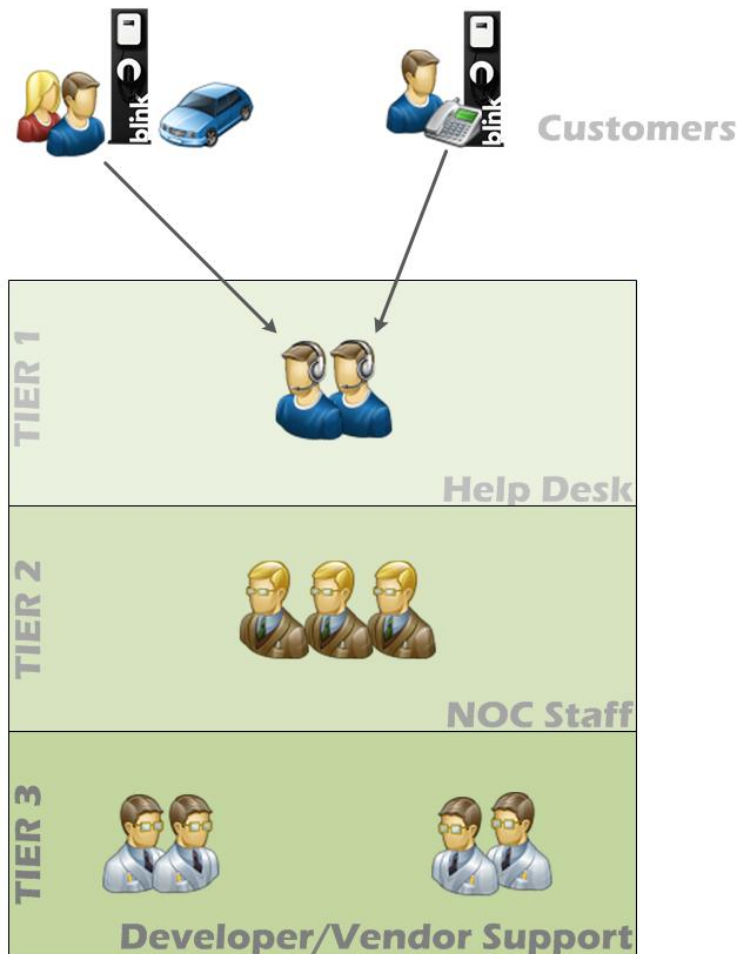 blink
blink
Customers
TIER 1
Help Desk
TIER 2
NOC Staff
TIER 3
Developer/Vendor Support